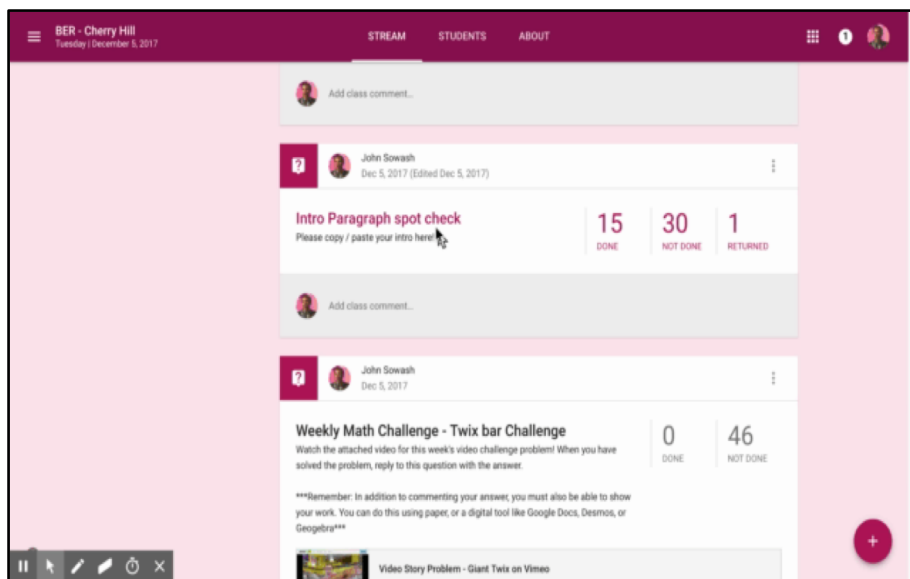 BER - Cherry Hill
Tuesday | December 5, 2017
STREAM STUDENTS ABOUT
1
Add class comment...
John Sowash
Dec 5, 2017 (Edited Dec 5, 2017)
Intro Paragraph spot check
Please copy / paste your intro here!
15 30 1
DONE NOT DONE RETURNED
Add class comment...
John Sowash
Dec 5, 2017
Weekly Math Challenge - Twix bar Challenge
Watch the attached video for this week's video challenge problem! When you have
solved the problem, reply to this question with the answer.
0 46
DONE NOT DONE
***Remember: In addition to commenting your answer, you must also be able to show
your work. You can do this using paper, or a digital tool like Google Docs, Desmos, or
Geogebra***
Video Story Problem - Giant Twix on Vimeo